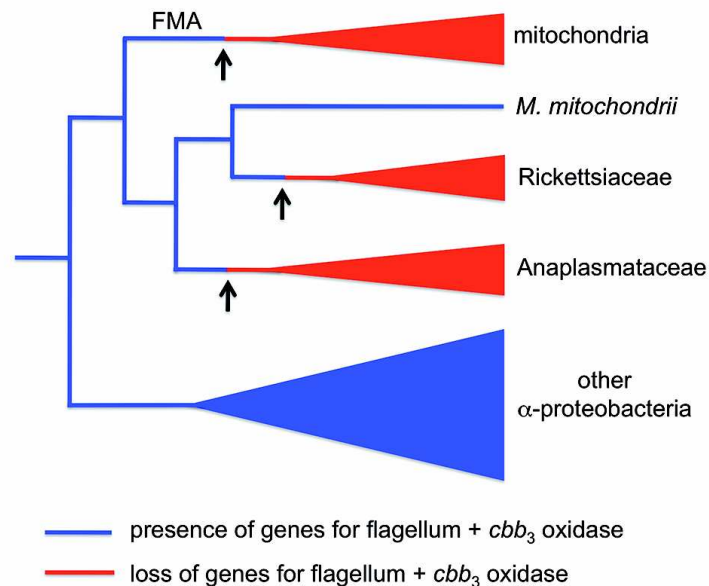 FMA
mitochondria
M. mitochondrii
Rickettsiaceae
Anaplasmataceae
other
α-proteobacteria
presence of genes for flagellum + cbb₃ oxidase
loss of genes for flagellum + cbb₃ oxidase